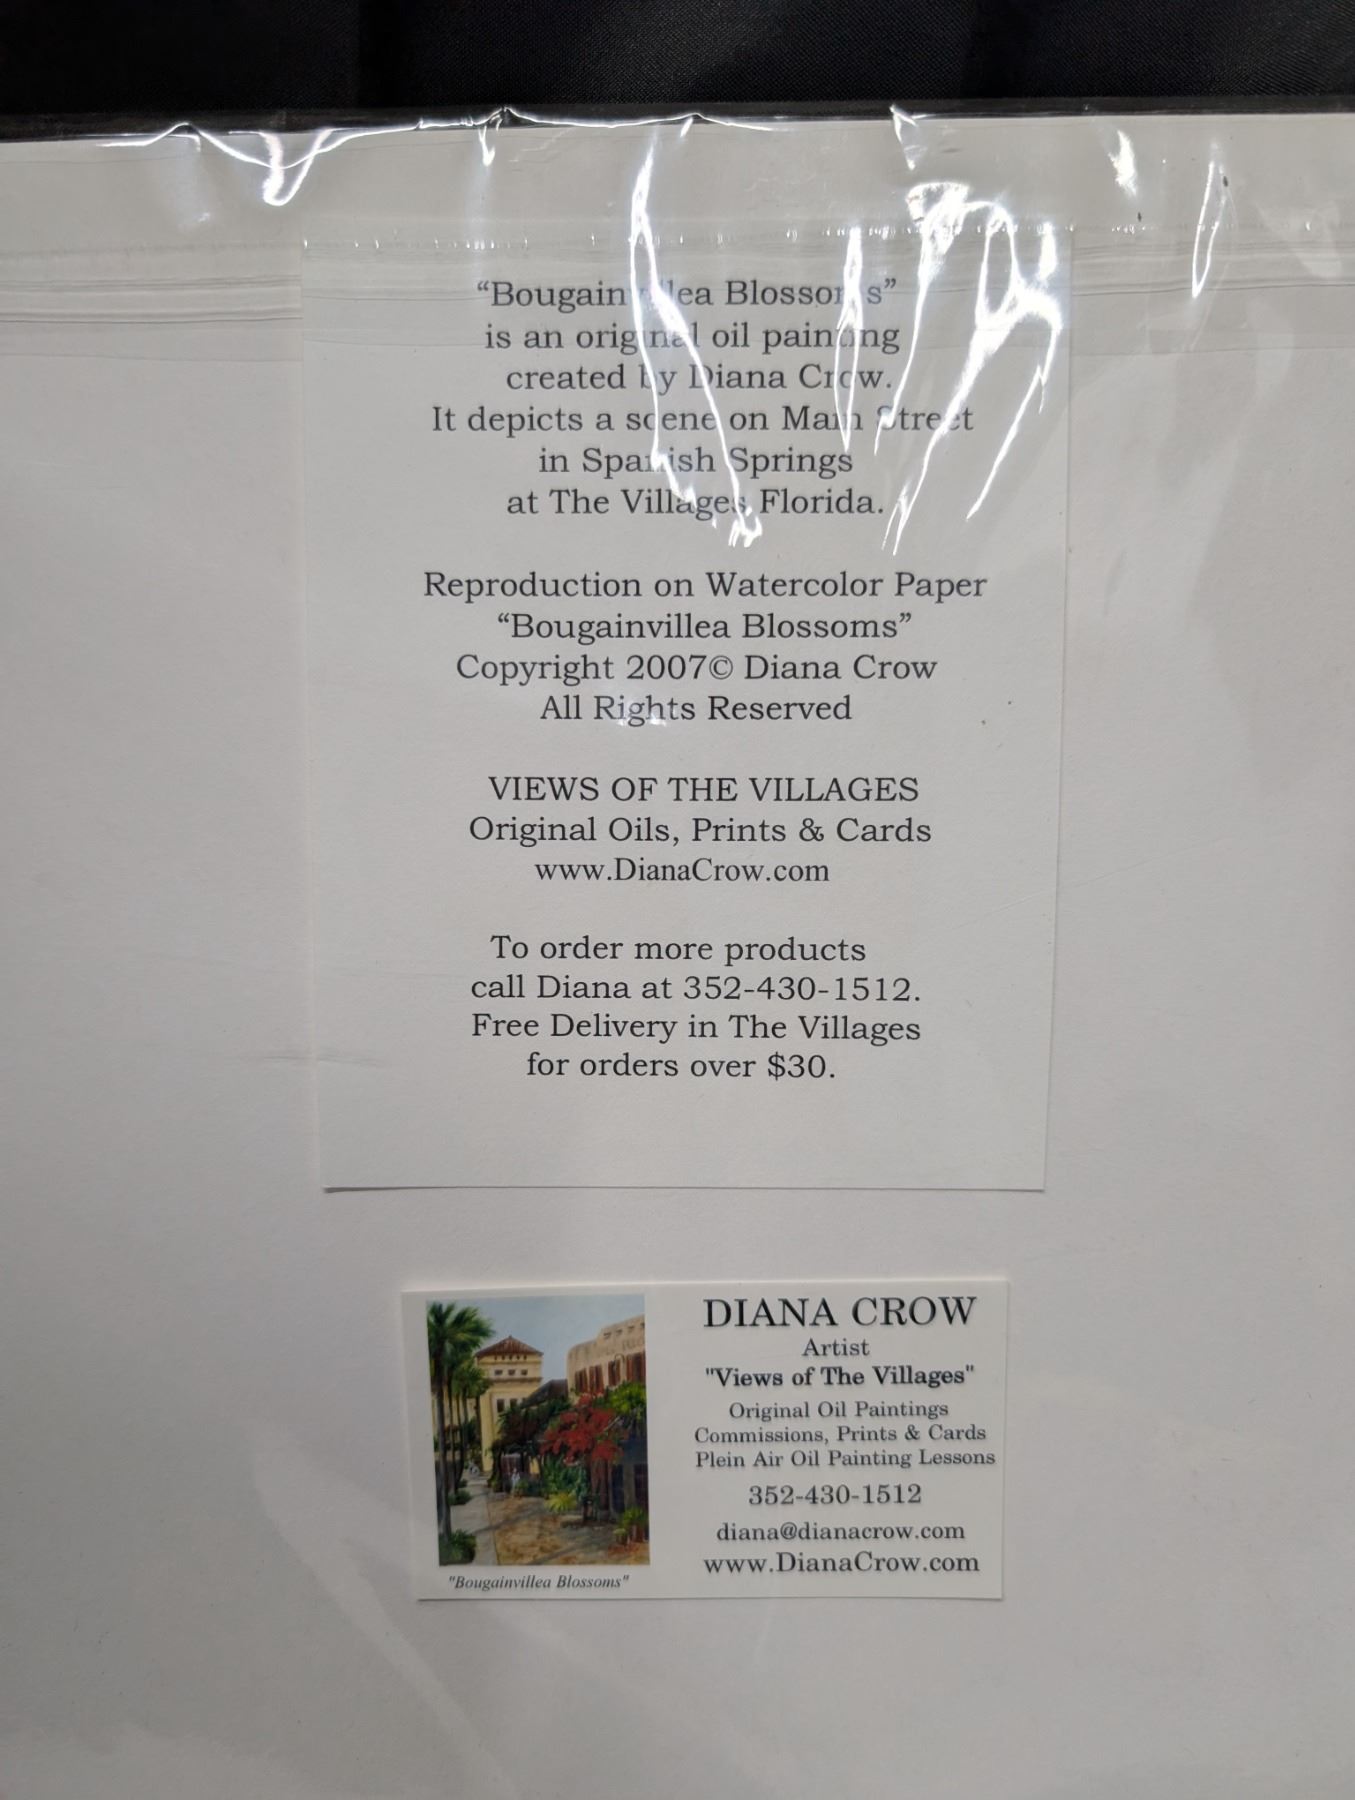 “Bougainvillea Blossoms”
is an original oil painting
created by Diana Crow.
It depicts a scene on Main Street
in Spanish Springs
at The Villages Florida.
Reproduction on Watercolor Paper
“Bougainvillea Blossoms”
Copyright 2007© Diana Crow
All Rights Reserved
VIEWS OF THE VILLAGES
Original Oils, Prints & Cards
www.DianaCrow.com
To order more products
call Diana at 352-430-1512.
Free Delivery in The Villages
for orders over $30.
DIANA CROW
Artist
"Views of The Villages"
Original Oil Paintings
Commissions, Prints & Cards
Plein Air Oil Painting Lessons
352-430-1512
diana@dianacrow.com
www.DianaCrow.com
"Bougainvillea Blossoms"